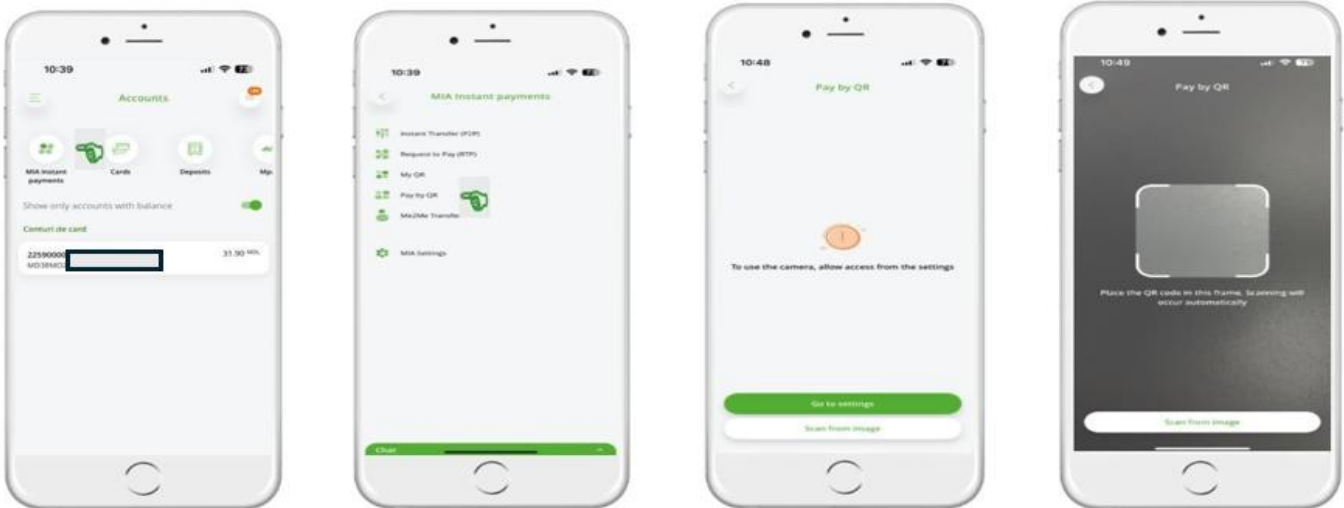 10:39
Accounts
MIA Instant
payments
Cards
Deposits
Show only accounts with balance
Conturi de card
22590000
31.90 MDL
10:39
MIA Instant payments
Instant Transfer (P2P)
Request to Pay (RTP)
My QR
Pay by QR
Me2Me Transfer
MIA Settings
Chat
10:48
Pay by QR
To use the camera, allow access from the settings
Go to settings
Scan from image
10:49
Pay by QR
Place the QR code in this frame. Scanning will
occur automatically
Scan from image